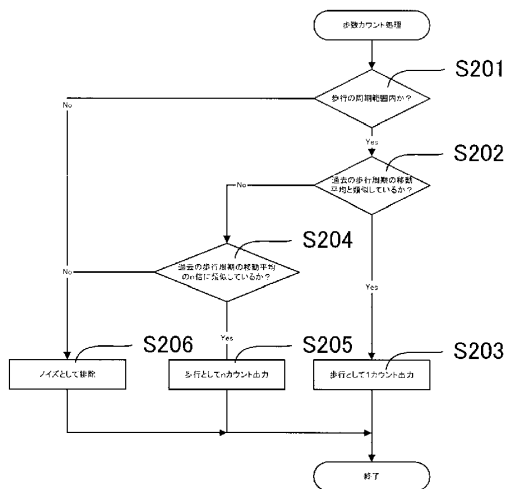 歩数カウント処理
S201
歩行の周期範囲内か？
No
Yes
S202
過去の歩行周期の移動
平均と類似しているか？
No
S204
過去の歩行周期の移動平均
のn倍に類似しているか？
No
Yes
Yes
S206
S205
S203
ノイズとして排除
歩行としてnカウント出力
歩行として1カウント出力
終了